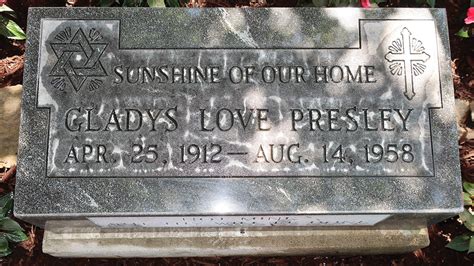 SUNSHINE OF OUR HOME
GLADYS LOVE PRESLEY
APR. 25, 1912 — AUG. 14, 1958